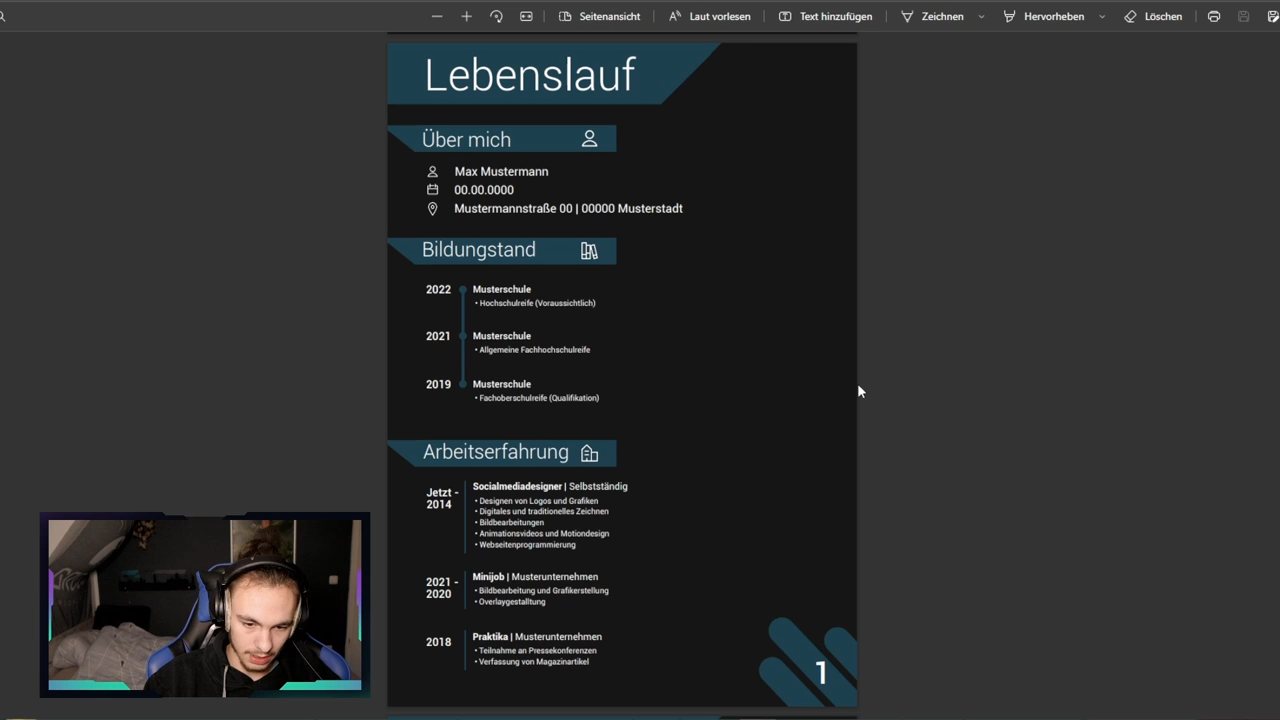 Seitenansicht
Laut vorlesen
Text hinzufügen
Zeichnen
Hervorheben
Löschen
Lebenslauf
Über mich
Max Mustermann
00.00.0000
Mustermannstraße 00 | 00000 Musterstadt
Bildungstand
2022 Musterschule
• Hochschulreife (Voraussichtlich)
2021 Musterschule
• Allgemeine Fachhochschulreife
2019 Musterschule
• Fachoberschulreife (Qualifikation)
Arbeitserfahrung
Jetzt -
2014
Socialmediadesigner | Selbstständig
• Designen von Logos und Grafiken
• Digitales und traditionelles Zeichnen
• Bildbearbeitungen
• Animationsvideos und Motiondesign
• Webseitenprogrammierung
2021 -
2020
Minijob | Musterunternehmen
• Bildbearbeitung und Grafikerstellung
• Overlaygestalltung
2018
Praktika | Musterunternehmen
• Teilnahme an Pressekonferenzen
• Verfassung von Magazinartikel
1